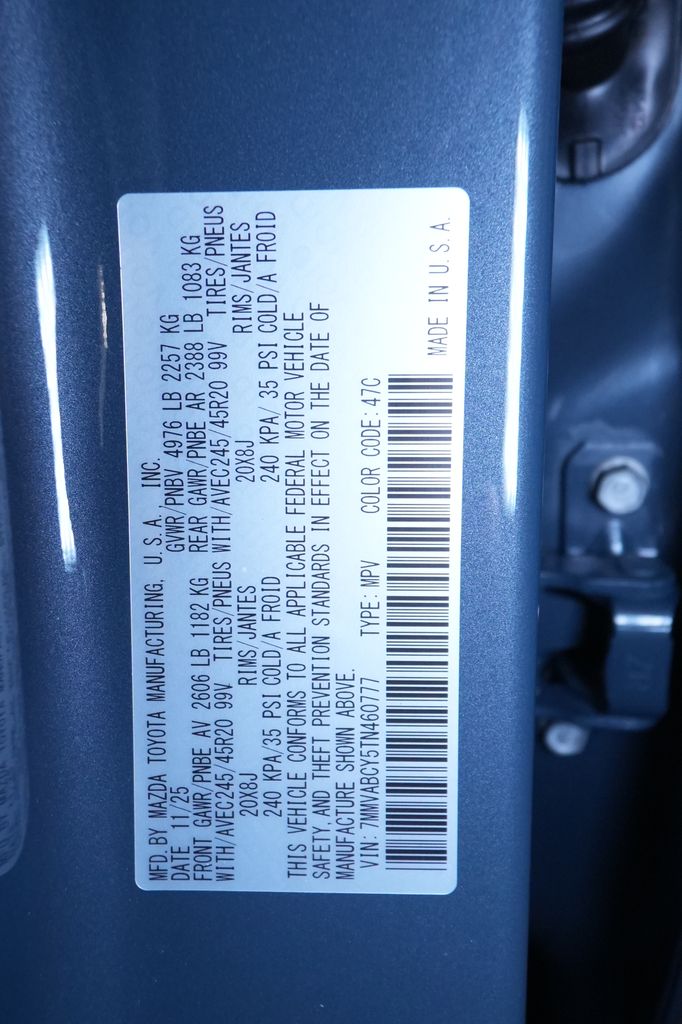 MFD. BY MAZDA TOYOTA MANUFACTURING, U.S.A. INC.
DATE 11/25 GVWR/PNBV 4976 LB 2257 KG
FRONT GAWR/PNBE AV 2606 LB 1182 KG REAR GAWR/PNBE AR 2388 LB 1083 KG
WITH/AVEC245/45R20 99V TIRES/PNEUS WITH/AVEC245/45R20 99V TIRES/PNEUS
20X8J RIMS/JANTES 20X8J RIMS/JANTES
240 KPA/35 PSI COLD/A FROID 240 KPA/ 35 PSI COLD/A FROID
THIS VEHICLE CONFORMS TO ALL APPLICABLE FEDERAL MOTOR VEHICLE
SAFETY, AND THEFT PREVENTION STANDARDS IN EFFECT ON THE DATE OF
MANUFACTURE SHOWN ABOVE.
VIN: 7MMVABCY5TN460777 TYPE: MPV COLOR CODE: 47C
MADE IN U.S.A.